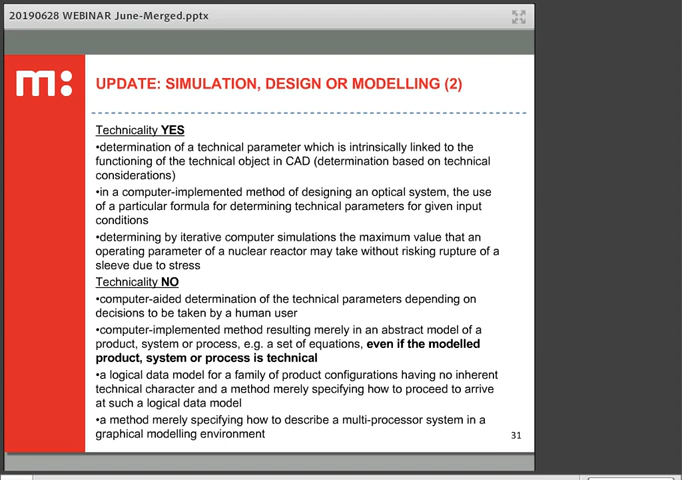 20190628 WEBINAR June-Merged.pptx
m:
UPDATE: SIMULATION, DESIGN OR MODELLING (2)
Technicality YES
•determination of a technical parameter which is intrinsically linked to the
functioning of the technical object in CAD (determination based on technical
considerations)
•in a computer-implemented method of designing an optical system, the use
of a particular formula for determining technical parameters for given input
conditions
•determining by iterative computer simulations the maximum value that an
operating parameter of a nuclear reactor may take without risking rupture of a
sleeve due to stress
Technicality NO
•computer-aided determination of the technical parameters depending on
decisions to be taken by a human user
•computer-implemented method resulting merely in an abstract model of a
product, system or process, e.g. a set of equations, even if the modelled
product, system or process is technical
•a logical data model for a family of product configurations having no inherent
technical character and a method merely specifying how to proceed to arrive
at such a logical data model
•a method merely specifying how to describe a multi-processor system in a
graphical modelling environment
31